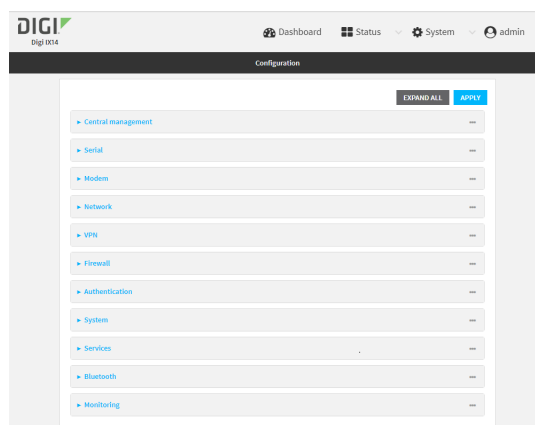 DIGI
Digi IX14
Dashboard Status System admin
Configuration
EXPAND ALL APPLY
Central management
Serial
Modem
Network
VPN
Firewall
Authentication
System
Services
Bluetooth
Monitoring